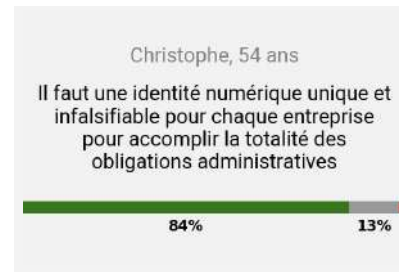 Christophe, 54 ans
Il faut une identité numérique unique et
infalsifiable pour chaque entreprise
pour accomplir la totalité des
obligations administratives
84% 13%